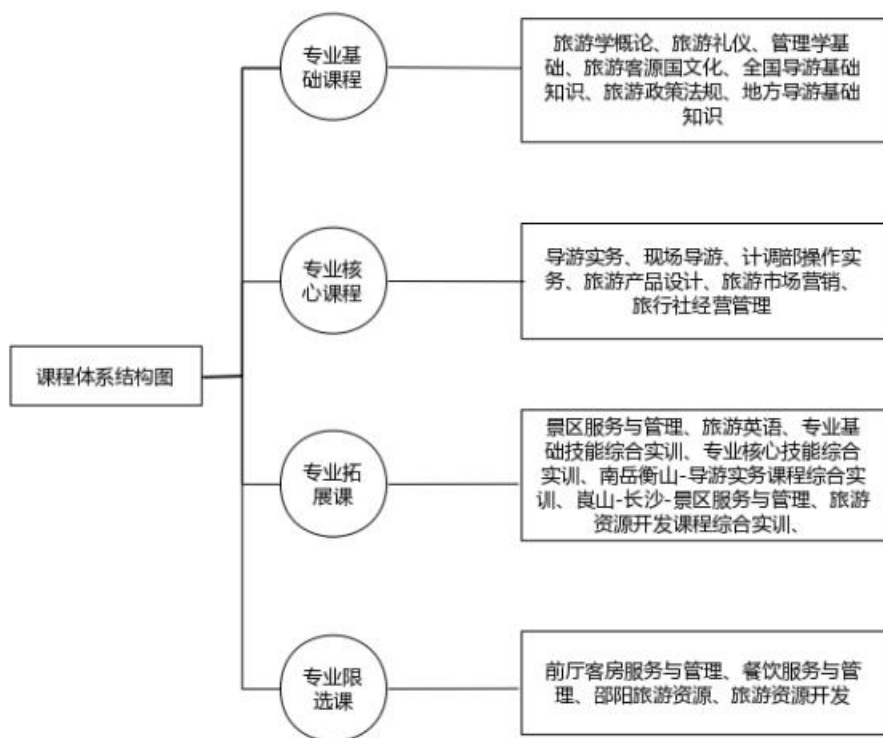 专业基
础课程
旅游学概论、旅游礼仪、管理学基
础、旅游客源国文化、全国导游基础
知识、旅游政策法规、地方导游基础
知识
专业核
心课程
导游实务、现场导游、计调部操作实
务、旅游产品设计、旅游市场营销、
旅行社经营管理
课程体系结构图
专业拓
展课
景区服务与管理、旅游英语、专业基
础技能综合实训、专业核心技能综合
实训、南岳衡山-导游实务课程综合实
训、崀山-长沙-景区服务与管理、旅游
资源开发课程综合实训、
专业限
选课
前厅客房服务与管理、餐饮服务与管
理、邵阳旅游资源、旅游资源开发